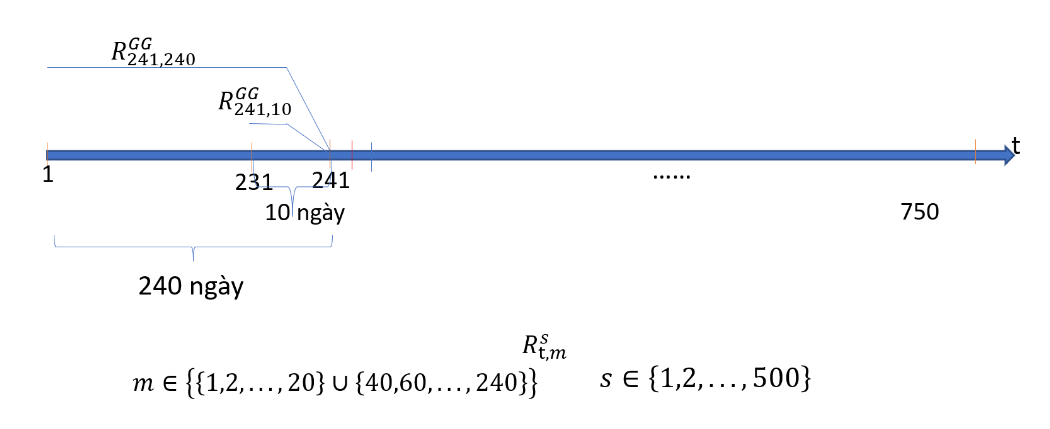 R^{GG}_{241,240}
R^{GG}_{241,10}
t
1 231 241 ......
10 ngày 750
240 ngày
R^{s}_{t,m}
m ∈ {{1,2,...,20} ∪ {40,60,...,240}} s ∈ {1,2,...,500}